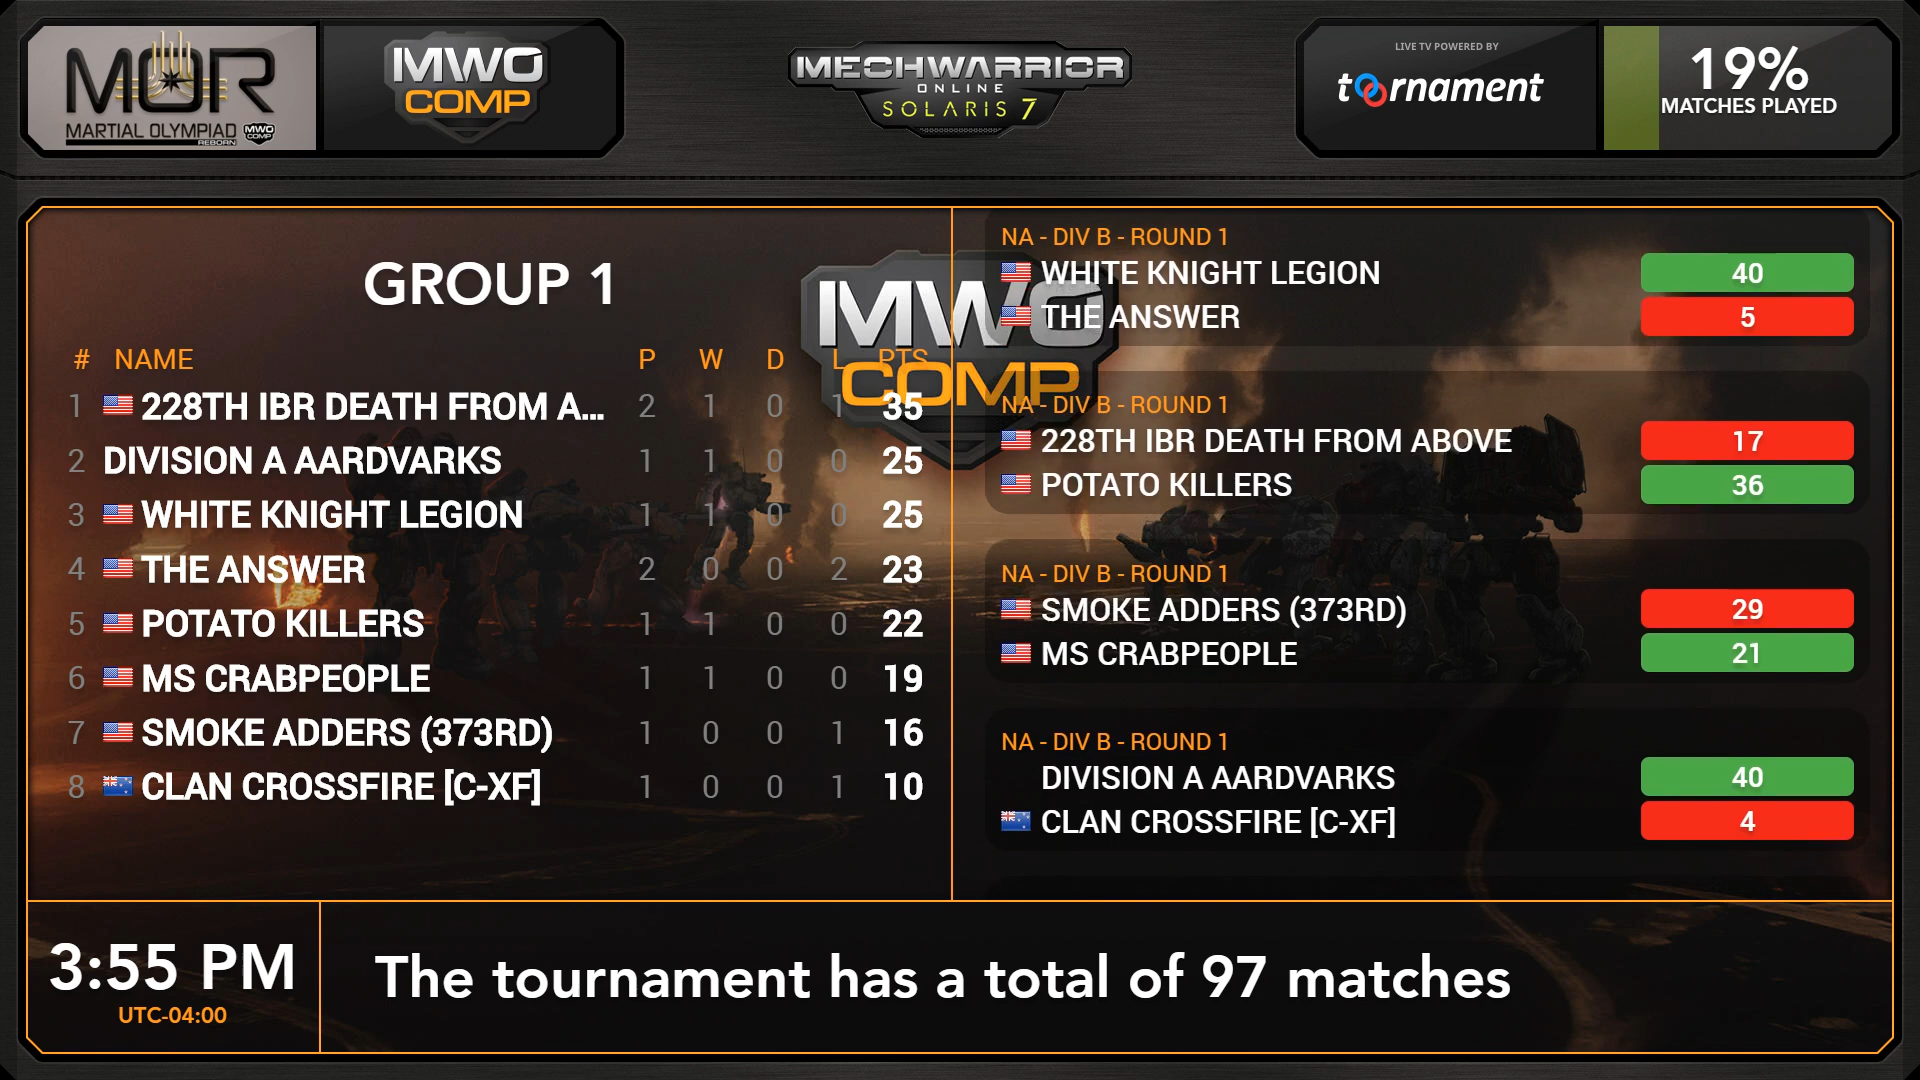 MOR
MARTIAL OLYMPIAD
REBORN
MWO
COMP
MWO
COMP
MECHWARRIOR
ONLINE
SOLARIS 7
LIVE TV POWERED BY
toornament
19%
MATCHES PLAYED
GROUP 1
# NAME P W D L PTS
1 228TH IBR DEATH FROM A... 2 1 0 1 35
2 DIVISION A AARDVARKS 1 1 0 0 25
3 WHITE KNIGHT LEGION 1 1 0 0 25
4 THE ANSWER 2 0 0 2 23
5 POTATO KILLERS 1 1 0 0 22
6 MS CRABPEOPLE 1 1 0 0 19
7 SMOKE ADDERS (373RD) 1 0 0 1 16
8 CLAN CROSSFIRE [C-XF] 1 0 0 1 10
MWO
COMP
NA - DIV B - ROUND 1
WHITE KNIGHT LEGION 40
THE ANSWER 5
NA - DIV B - ROUND 1
228TH IBR DEATH FROM ABOVE 17
POTATO KILLERS 36
NA - DIV B - ROUND 1
SMOKE ADDERS (373RD) 29
MS CRABPEOPLE 21
NA - DIV B - ROUND 1
DIVISION A AARDVARKS 40
CLAN CROSSFIRE [C-XF] 4
3:55 PM
UTC-04:00
The tournament has a total of 97 matches